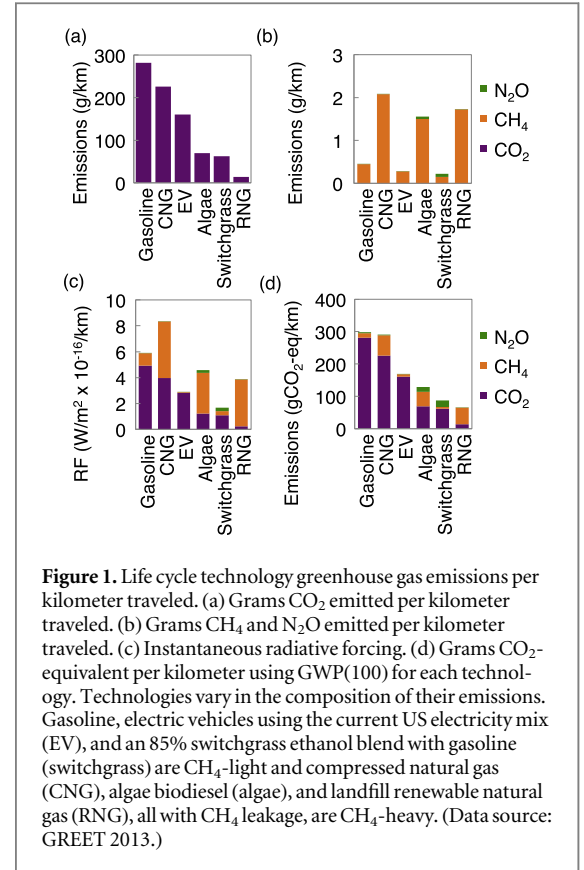 (a)
Emissions (g/km)
300
200
100
0
Gasoline
CNG
EV
Algae
Switchgrass
RNG
(b)
Emissions (g/km)
3
2
1
0
Gasoline
CNG
EV
Algae
Switchgrass
RNG
N₂O
CH₄
CO₂
(c)
RF (W/m² x 10⁻¹⁶/km)
10
8
6
4
2
0
Gasoline
CNG
EV
Algae
Switchgrass
RNG
(d)
Emissions (gCO₂-eq/km)
400
300
200
100
0
Gasoline
CNG
EV
Algae
Switchgrass
RNG
N₂O
CH₄
CO₂
Figure 1. Life cycle technology greenhouse gas emissions per
kilometer traveled. (a) Grams CO₂ emitted per kilometer
traveled. (b) Grams CH₄ and N₂O emitted per kilometer
traveled. (c) Instantaneous radiative forcing. (d) Grams CO₂-
equivalent per kilometer using GWP(100) for each technol-
ogy. Technologies vary in the composition of their emissions.
Gasoline, electric vehicles using the current US electricity mix
(EV), and an 85% switchgrass ethanol blend with gasoline
(switchgrass) are CH₄-light and compressed natural gas
(CNG), algae biodiesel (algae), and landfill renewable natural
gas (RNG), all with CH₄ leakage, are CH₄-heavy. (Data source:
GREET 2013.)